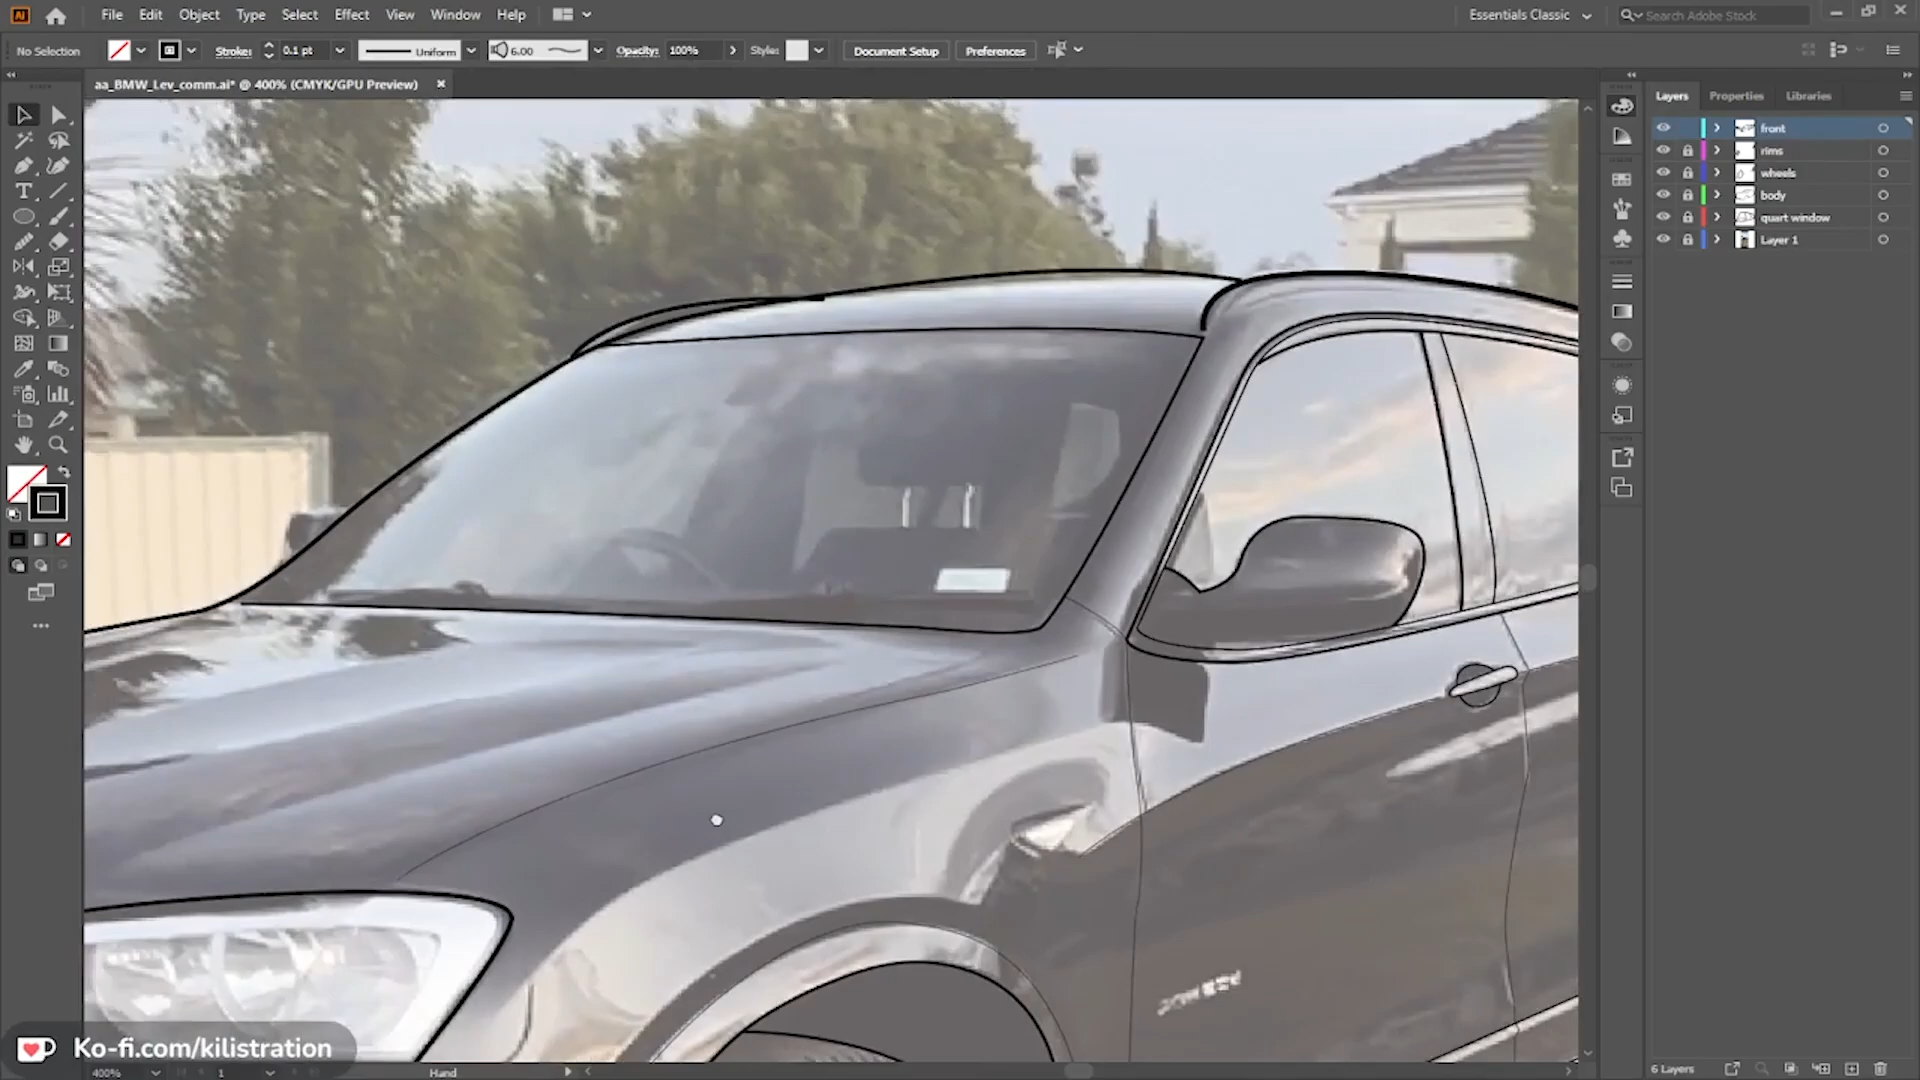 File Edit Object Type Select Effect View Window Help
Essentials Classic
Search Adobe Stock
No Selection
Stroke:
0.1 pt
Uniform
6.00
Opacity: 100%
Style:
Document Setup
Preferences
aa_BMW_Lev_comm.ai* @ 400% (CMYK/GPU Preview)
Layers Properties Libraries
front
rims
wheels
body
quart window
Layer 1
Ko-fi.com/kilistration
400%
1
Hand
6 Layers